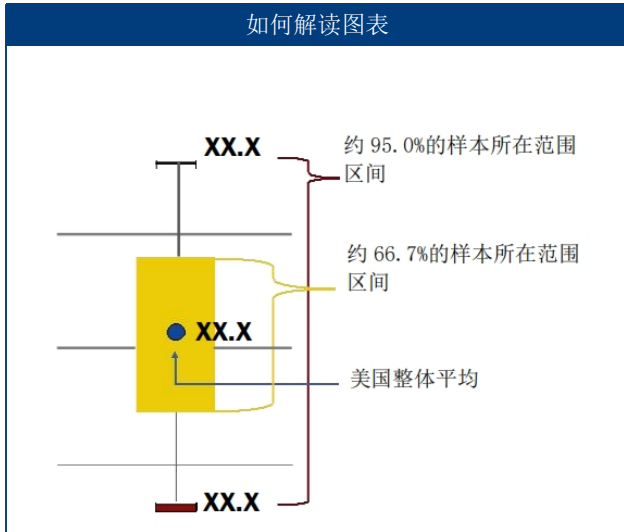 如何解读图表
XX.X
约 95.0%的样本所在范围
区间
约 66.7%的样本所在范围
区间
XX.X
美国整体平均
XX.X